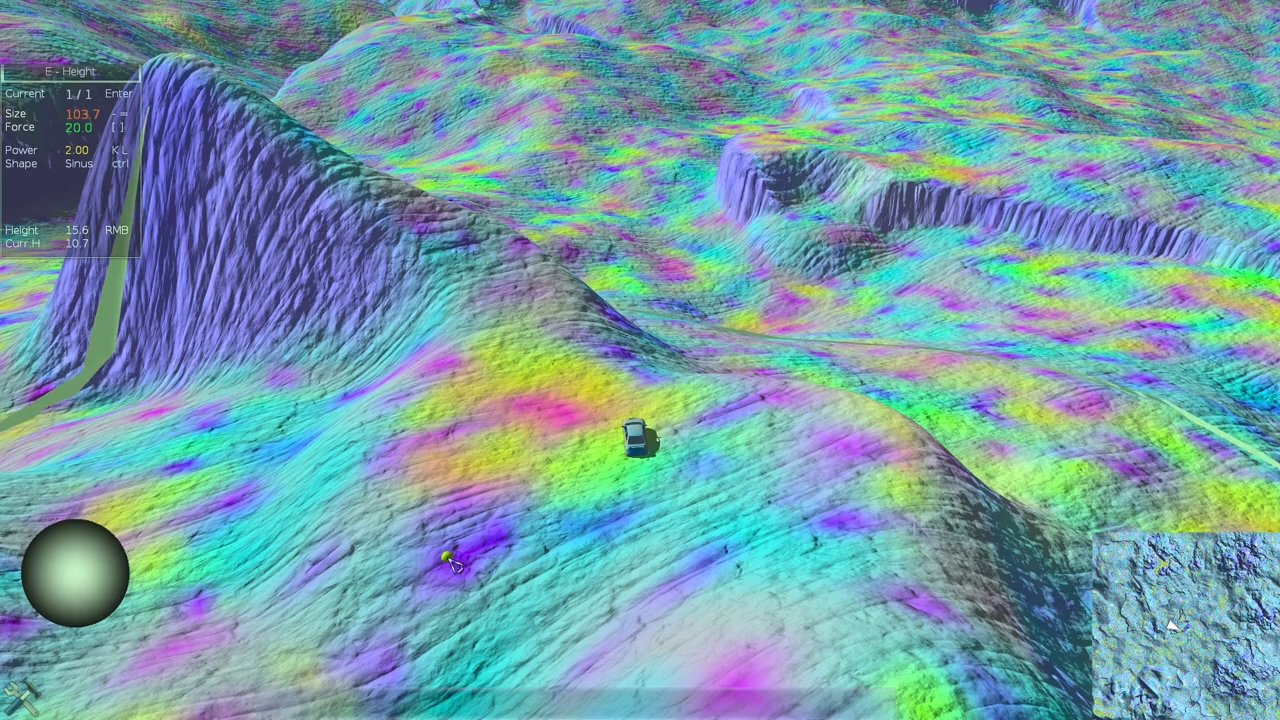 E - Height
Current 1 / 1 Enter
Size 103.7 - =
Force 20.0 [ ]
Power 2.00 K L
Shape Sinus ctrl
Height 15.6 RMB
Curr.H 10.7